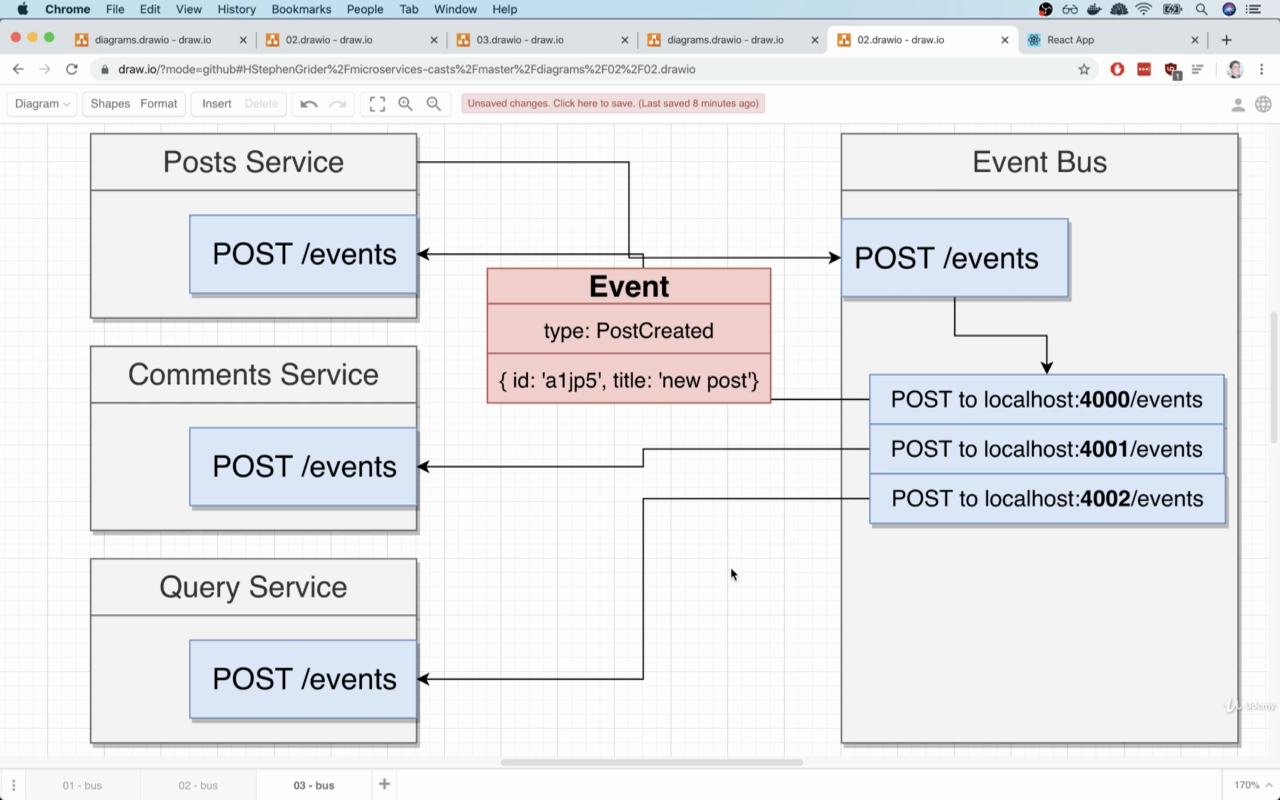 Chrome File Edit View History Bookmarks People Tab Window Help
diagrams.drawio - draw.io
02.drawio - draw.io
03.drawio - draw.io
diagrams.drawio - draw.io
02.drawio - draw.io
React App
draw.io/?mode=github#HStephenGrider%2Fmicroservices-casts%2Fmaster%2Fdiagrams%2F02%2F02.drawio
1
Diagram
Shapes Format
Insert Delete
Unsaved changes. Click here to save. (Last saved 8 minutes ago)
Posts Service
POST /events
Event Bus
POST /events
Event
type: PostCreated
{ id: 'a1jp5', title: 'new post'}
Comments Service
POST /events
POST to localhost:4000/events
POST to localhost:4001/events
POST to localhost:4002/events
Query Service
POST /events
Udemy
01 - bus
02 - bus
03 - bus
170%